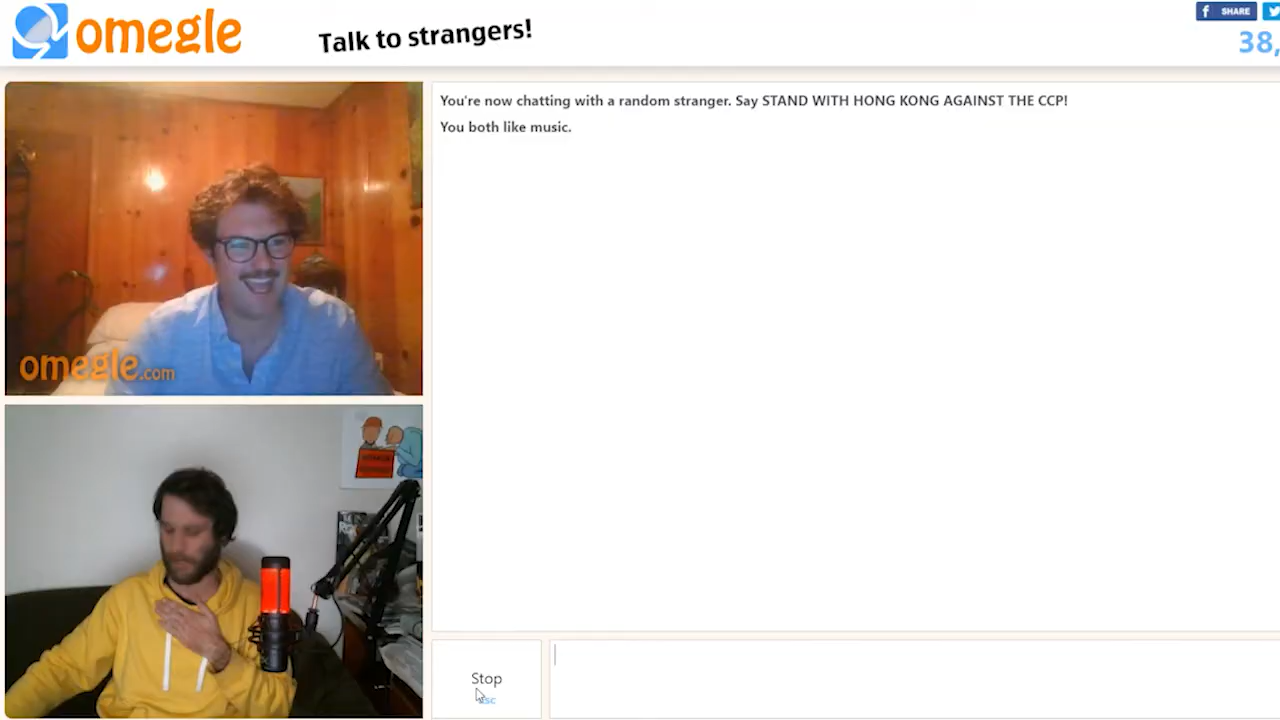 omegle
Talk to strangers!
SHARE
38,
You're now chatting with a random stranger. Say STAND WITH HONG KONG AGAINST THE CCP!
You both like music.
omegle.com
Stop